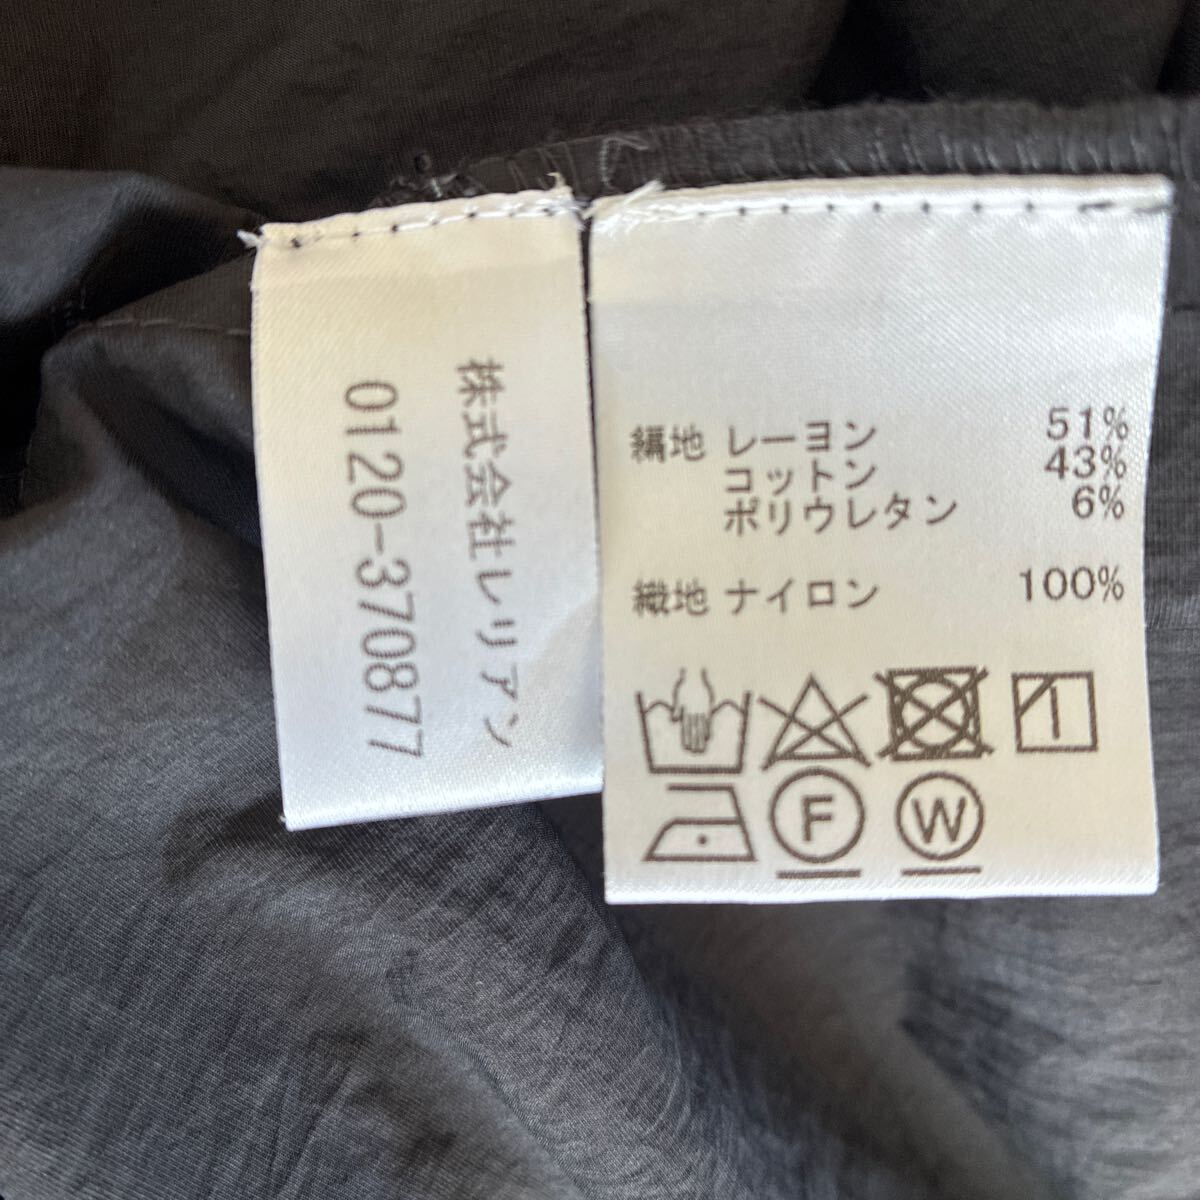 株式会社レリアン
0120-370877
編地 レーヨン 51%
コットン 43%
ポリウレタン 6%
織地 ナイロン 100%
F W